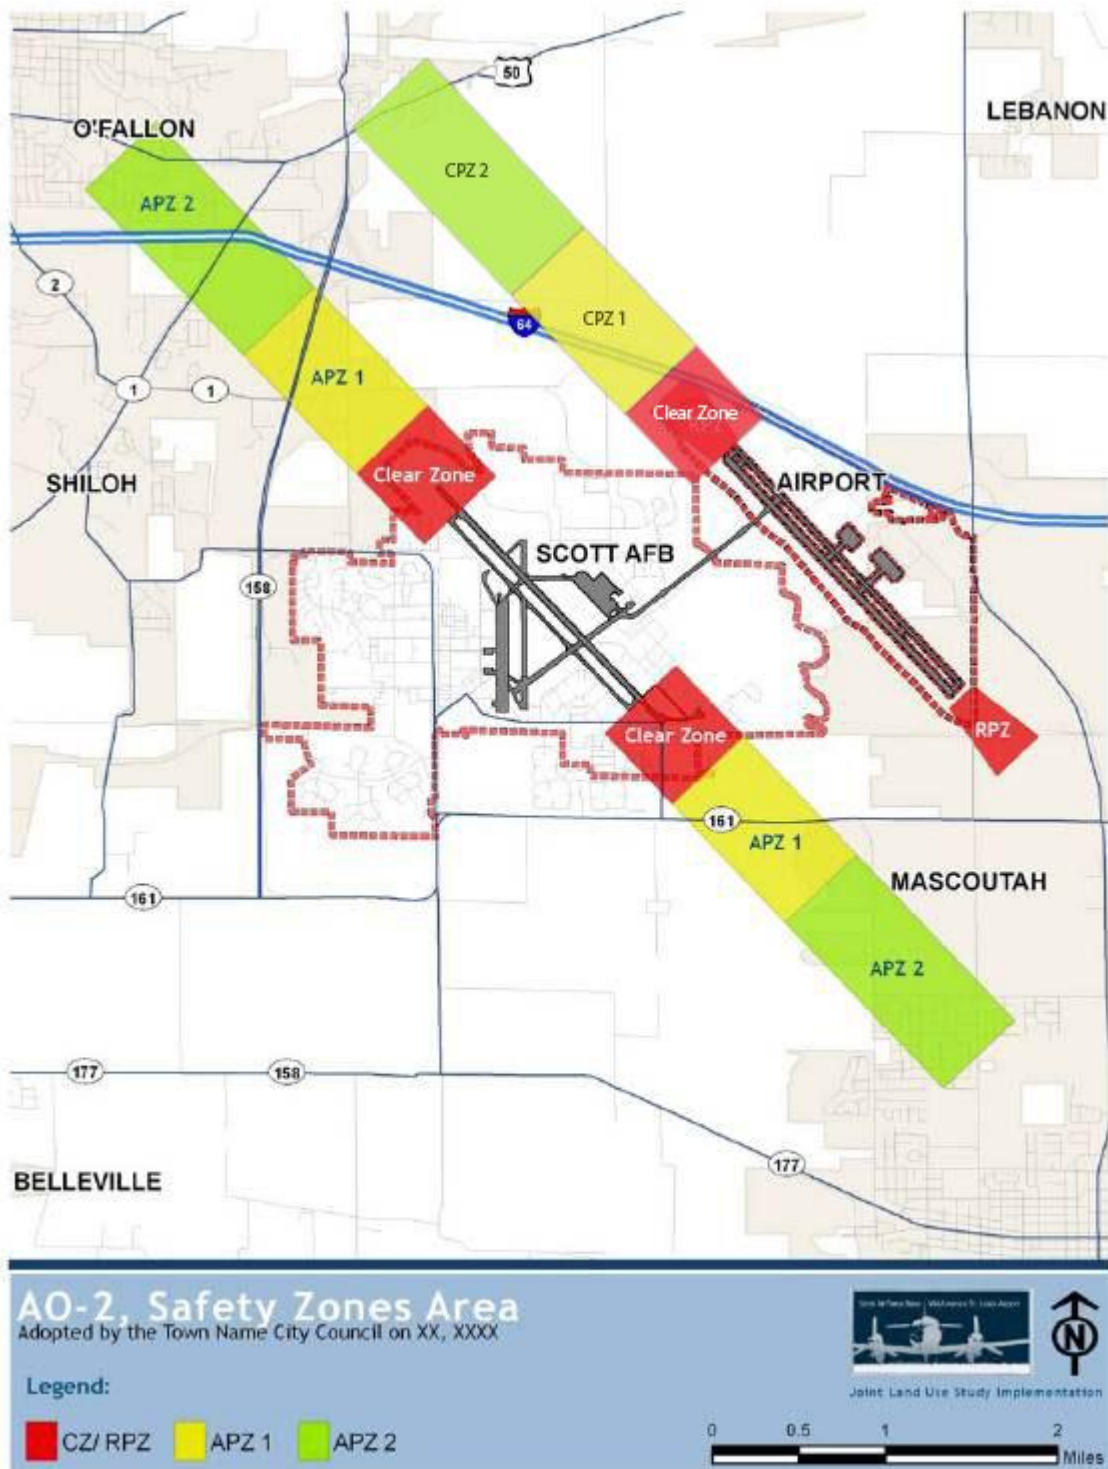 50
LEBANON
O'FALLON
CPZ 2
APZ 2
2
64
CPZ 1
APZ 1
1
1
Clear Zone
Clear Zone
AIRPORT
SHILOH
SCOTT AFB
158
RPZ
Clear Zone
161
APZ 1
MASCOUTAH
161
APZ 2
177
158
177
BELLEVILLE
AO-2, Safety Zones Area
Adopted by the Town Name City Council on XX, XXXX
Legend:
CZ/ RPZ
APZ 1
APZ 2
N
Joint Land Use Study Implementation
0
0.5
1
2
Miles